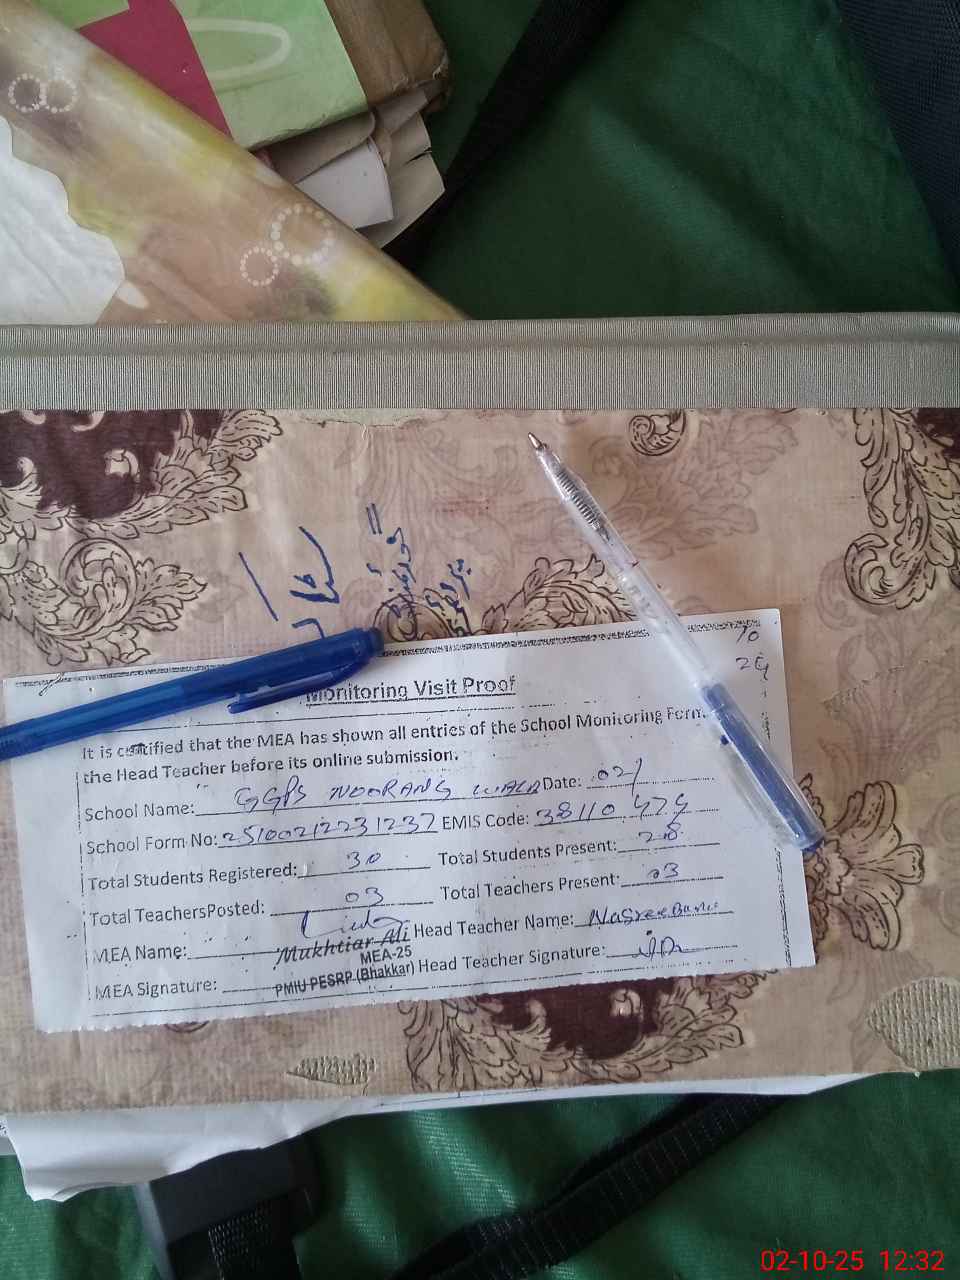 Monitoring Visit Proof
It is certified that the MEA has shown all entries of the School Monitoring Form
the Head Teacher before its online submission.
School Name: GGPS NOORANG WALA Date: 02/
10
School Form No: 2510021223 1237 EMIS Code: 38110474
Total Students Registered: 30 Total Students Present: 28
Total TeachersPosted: 03 Total Teachers Present: 03
MEA Name: Mukhtiar Ali Head Teacher Name:
MEA-25
MEA Signature: PMIU PESRP (Bhakkar) Head Teacher Signature:
02-10-25 12:32